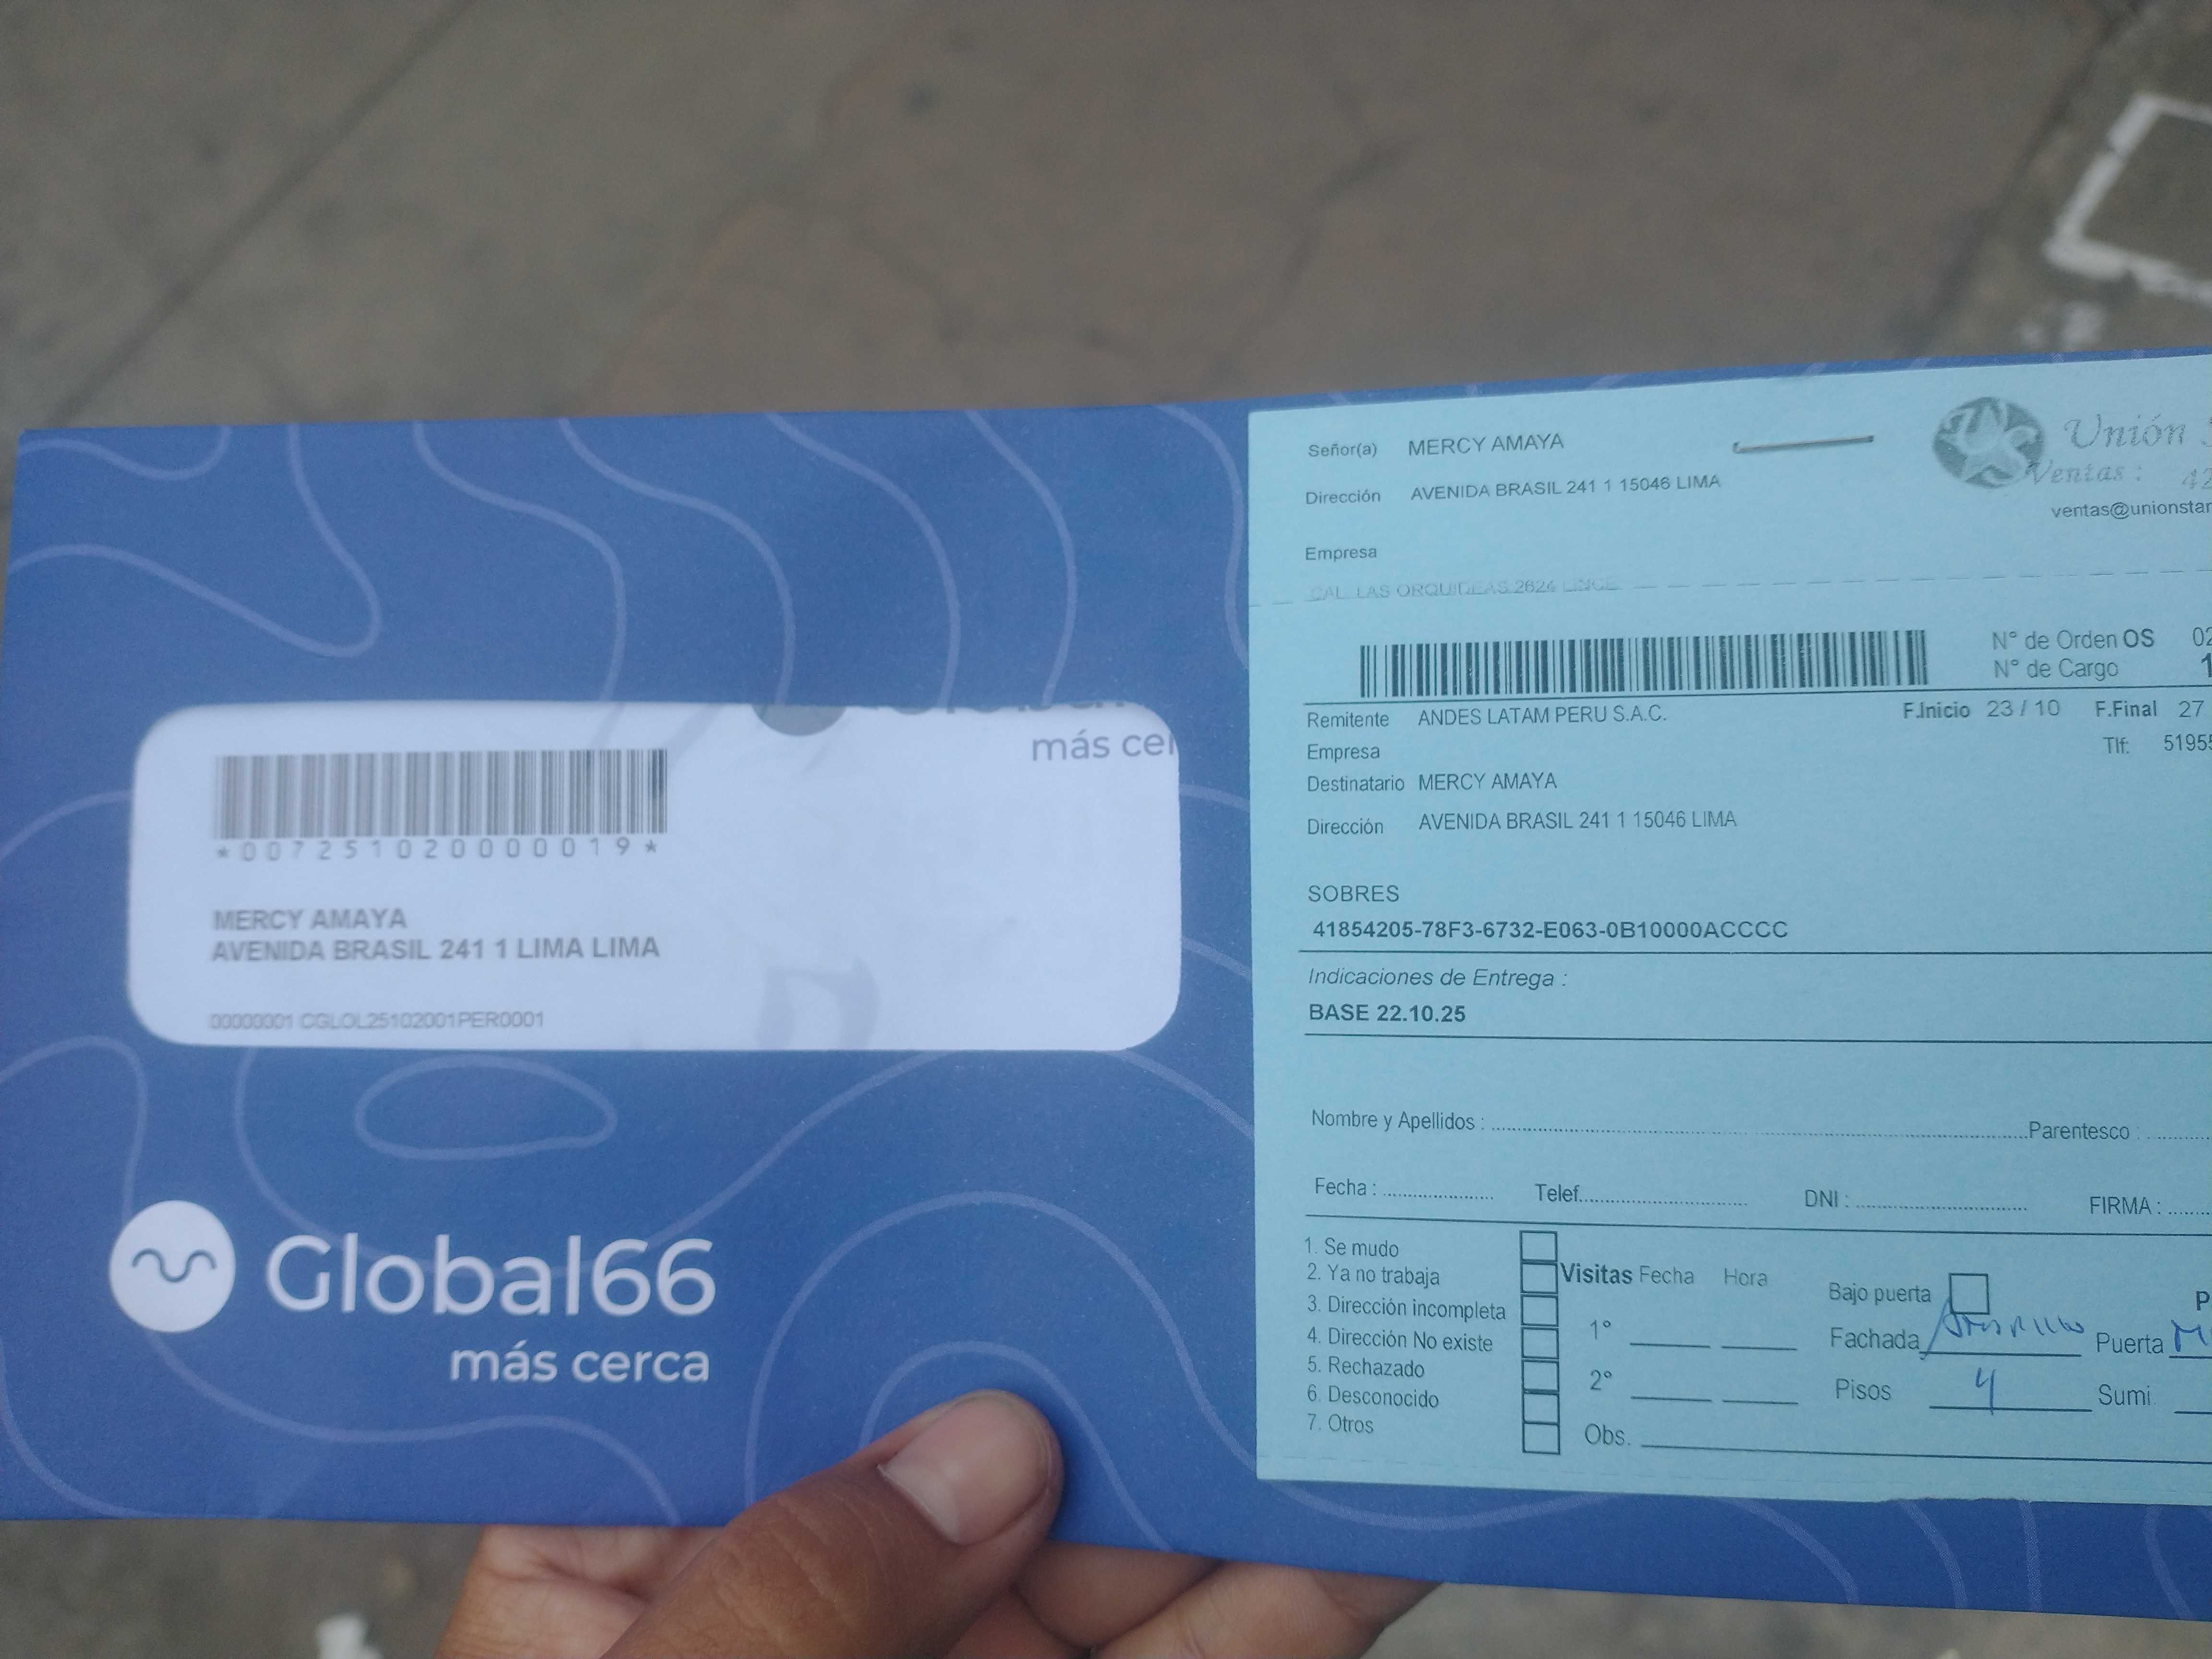 más cer
*00725102000000019*
MERCY AMAYA
AVENIDA BRASIL 241 1 LIMA LIMA
00000001 CGLOL25102001PER0001
Global66
más cerca
Señor(a) MERCY AMAYA
Dirección AVENIDA BRASIL 241 1 15046 LIMA
Empresa
CAL. LAS ORQUIDEAS 2624 LINCE
Unión
Ventas : 42
ventas@unionstar
N° de Orden OS 02
N° de Cargo 1
Remitente ANDES LATAM PERU S.A.C. F.Inicio 23 / 10 F.Final 27
Empresa Tlf: 5195
Destinatario MERCY AMAYA
Dirección AVENIDA BRASIL 241 1 15046 LIMA
SOBRES
41854205-78F3-6732-E063-0B10000ACCCC
Indicaciones de Entrega :
BASE 22.10.25
Nombre y Apellidos : Parentesco :
Fecha : Telef. DNI : FIRMA :
1. Se mudo
2. Ya no trabaja
3. Dirección incompleta
4. Dirección No existe
5. Rechazado
6. Desconocido
7. Otros
Visitas Fecha Hora
1°
2°
Obs.
Bajo puerta
Fachada Puerta
Pisos 4 Sumi